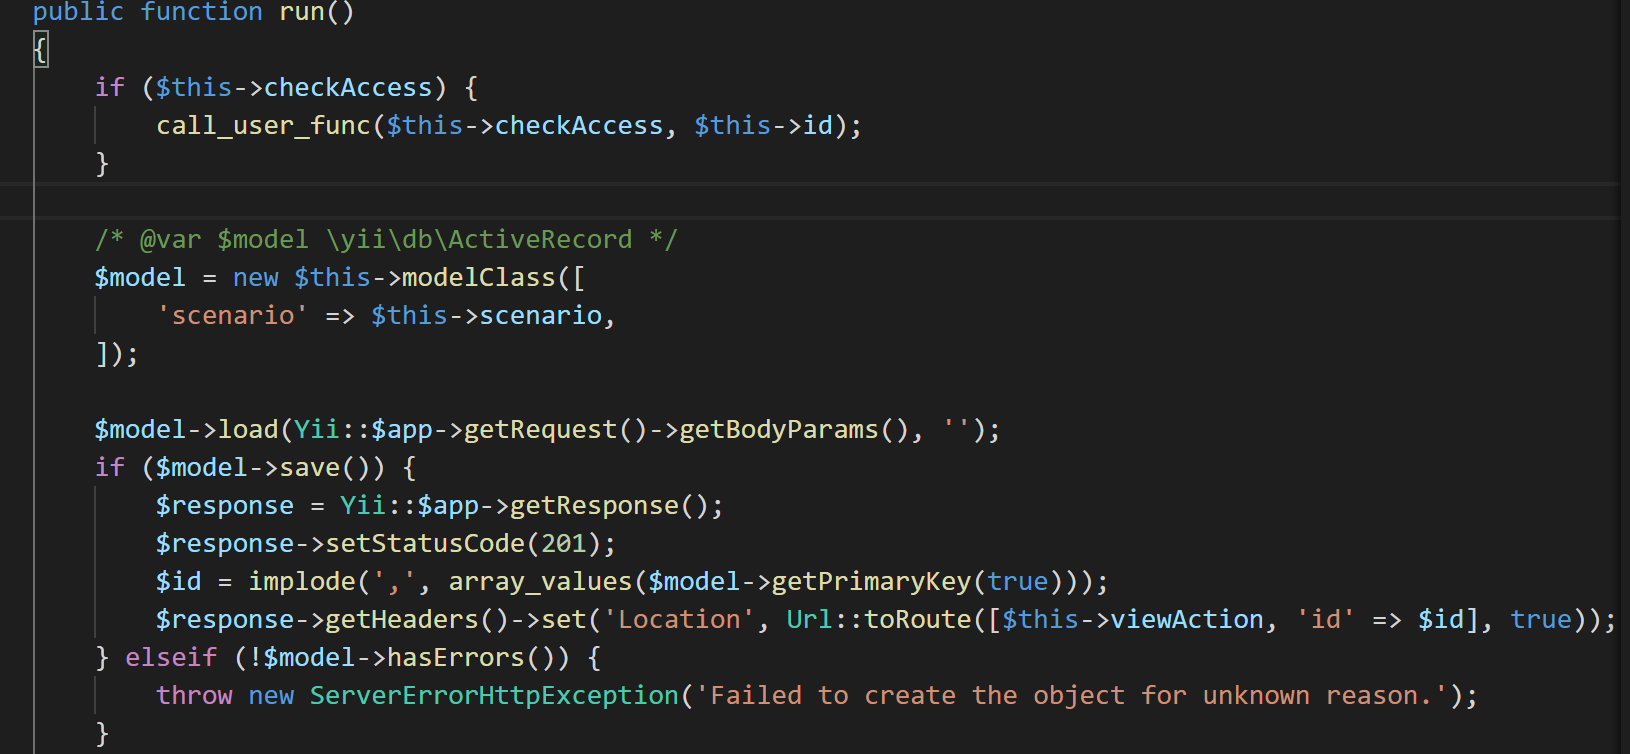 public function run()
{
if ($this->checkAccess) {
call_user_func($this->checkAccess, $this->id);
}
/* @var $model \yii\db\ActiveRecord */
$model = new $this->modelClass([
'scenario' => $this->scenario,
]);
$model->load(Yii::$app->getRequest()->getBodyParams(), '');
if ($model->save()) {
$response = Yii::$app->getResponse();
$response->setStatusCode(201);
$id = implode(',', array_values($model->getPrimaryKey(true)));
$response->getHeaders()->set('Location', Url::toRoute([$this->viewAction, 'id' => $id], true));
} elseif (!$model->hasErrors()) {
throw new ServerErrorHttpException('Failed to create the object for unknown reason.');
}